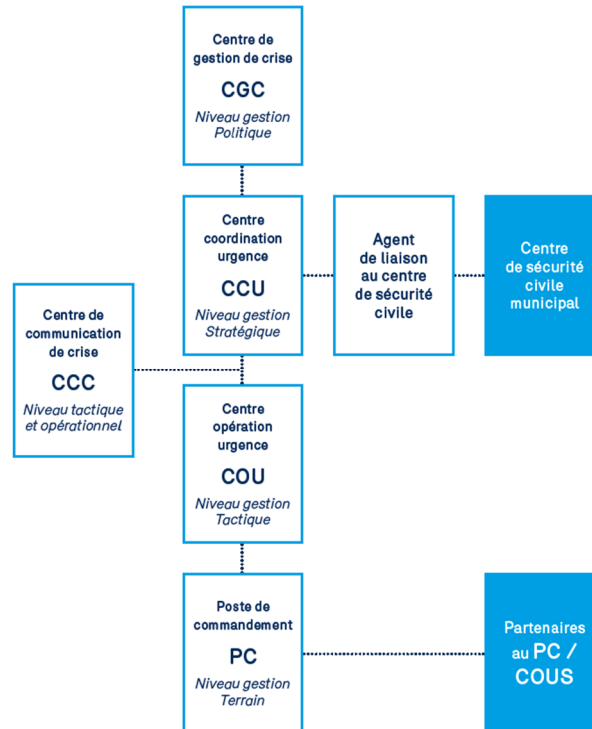 Centre de
gestion de crise
CGC
Niveau gestion
Politique
Centre
coordination
urgence
CCU
Niveau gestion
Stratégique
Agent
de liaison
au centre
de sécurité
civile
Centre
de sécurité
civile
municipal
Centre de
communication
de crise
CCC
Niveau tactique
et opérationnel
Centre
opération
urgence
COU
Niveau gestion
Tactique
Poste de
commandement
PC
Niveau gestion
Terrain
Partenaires
au PC /
COUS